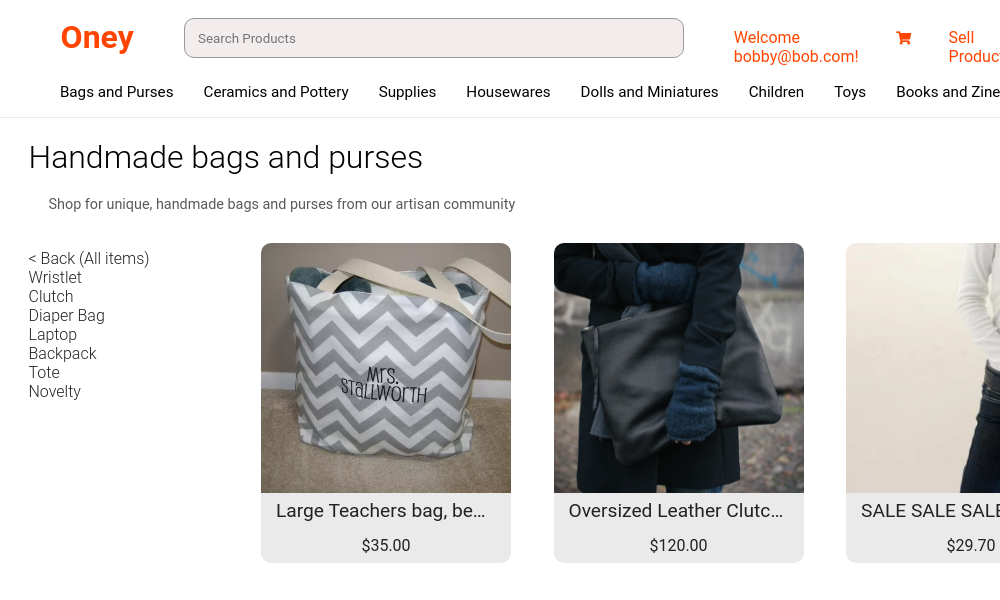 Oney
Search Products
Welcome
bobby@bob.com!
Sell
Produc
Bags and Purses
Ceramics and Pottery
Supplies
Housewares
Dolls and Miniatures
Children
Toys
Books and Zine
Handmade bags and purses
Shop for unique, handmade bags and purses from our artisan community
< Back (All items)
Wristlet
Clutch
Diaper Bag
Laptop
Backpack
Tote
Novelty
Mrs.
Stallworth
Large Teachers bag, be...
$35.00
Oversized Leather Clutc...
$120.00
SALE SALE SALE
$29.70